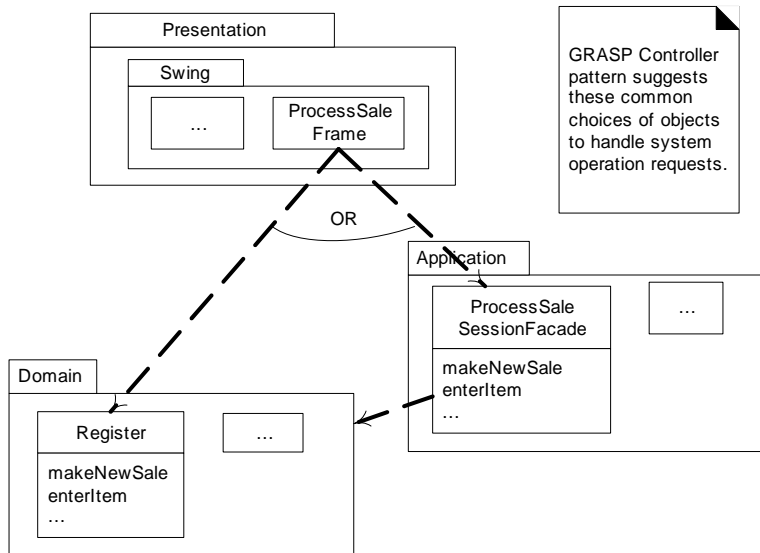 Presentation
Swing
...
ProcessSale
Frame
GRASP Controller
pattern suggests
these common
choices of objects
to handle system
operation requests.
OR
Application
ProcessSale
SessionFacade
makeNewSale
enterItem
...
...
Domain
Register
makeNewSale
enterItem
...
...